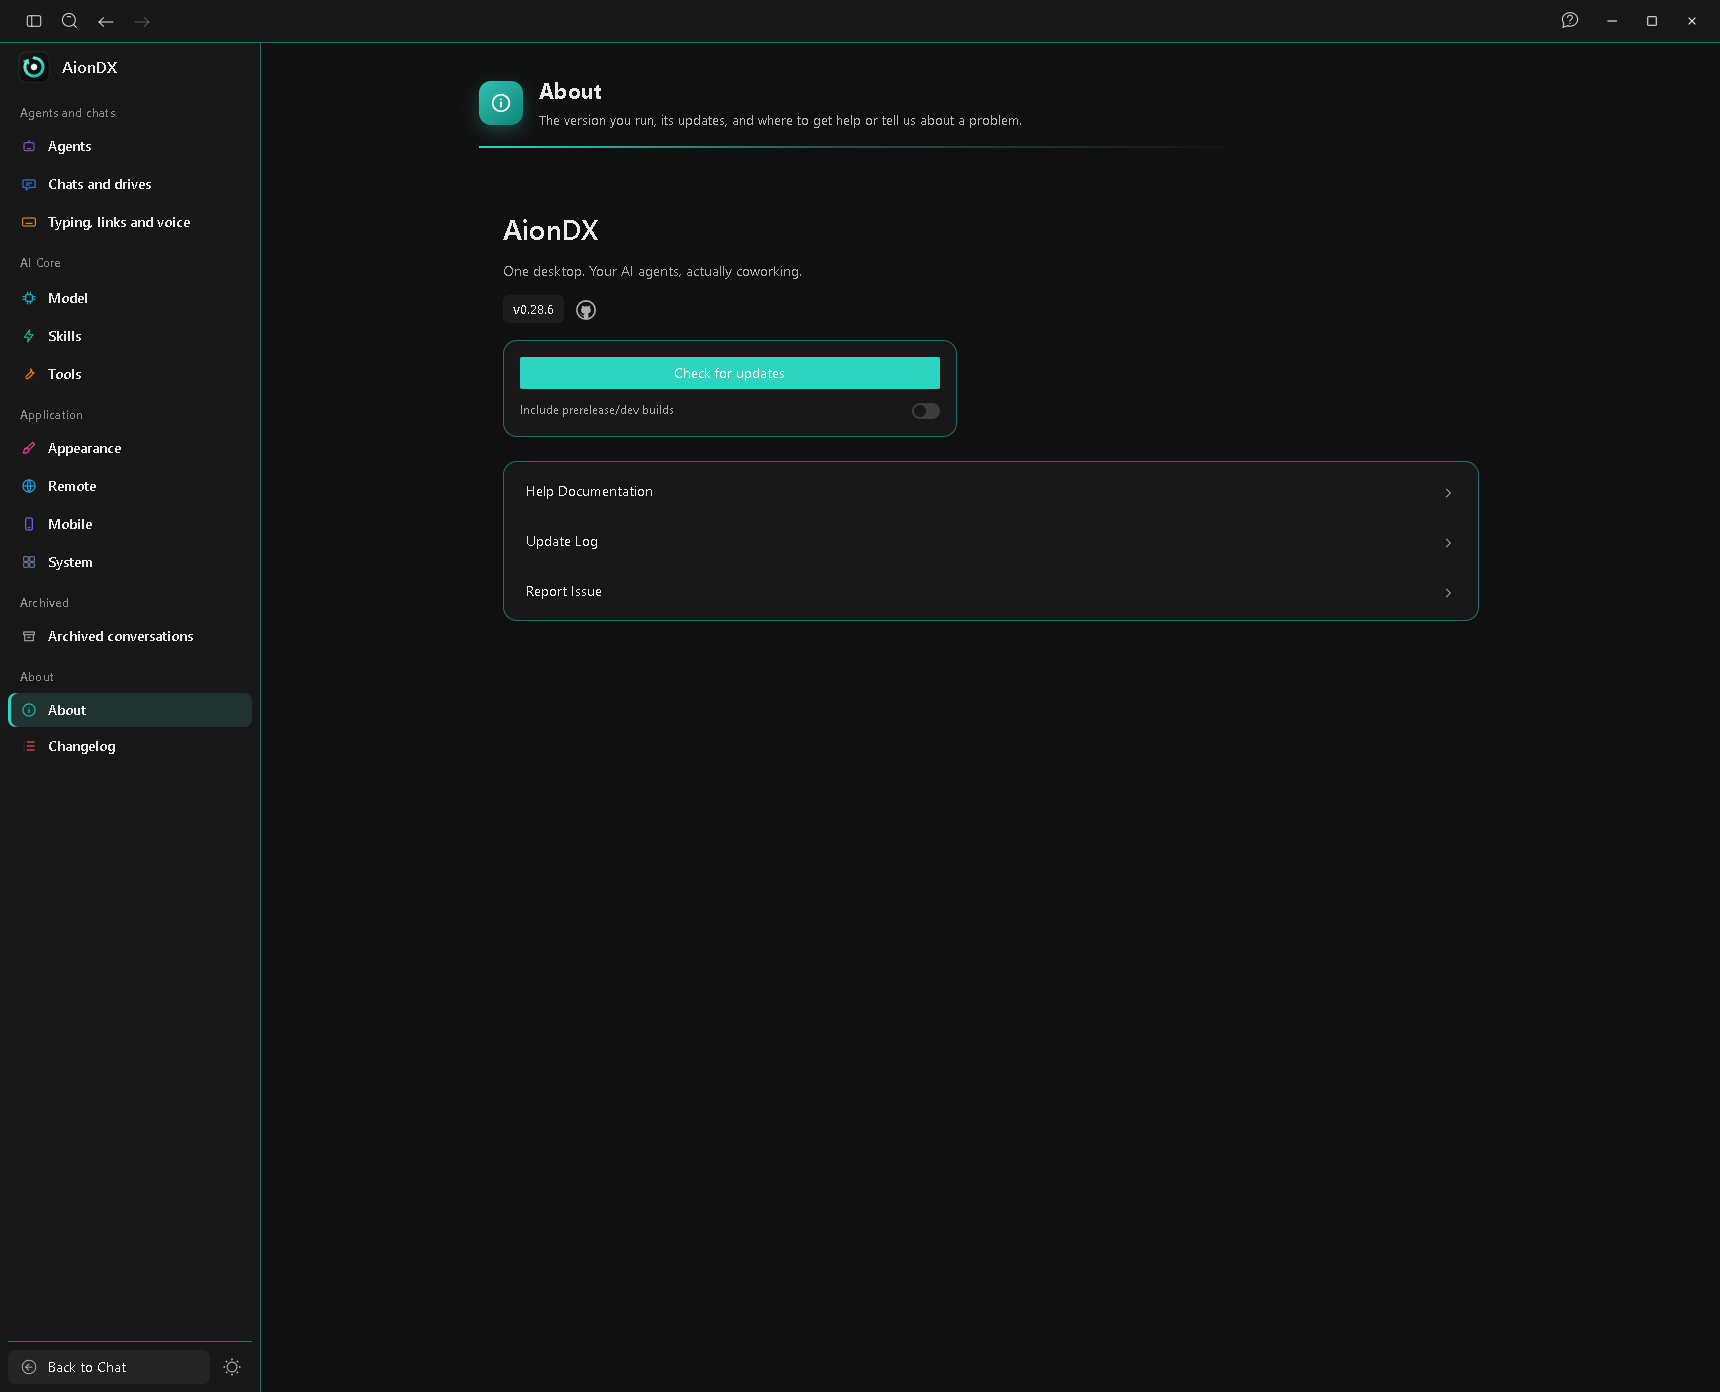 AionDX
Agents and chats
Agents
Chats and drives
Typing, links and voice
AI Core
Model
Skills
Tools
Application
Appearance
Remote
Mobile
System
Archived
Archived conversations
About
About
Changelog
Back to Chat
About
The version you run, its updates, and where to get help or tell us about a problem.
AionDX
One desktop. Your AI agents, actually coworking.
v0.28.6
Check for updates
Include prerelease/dev builds
Help Documentation
Update Log
Report Issue